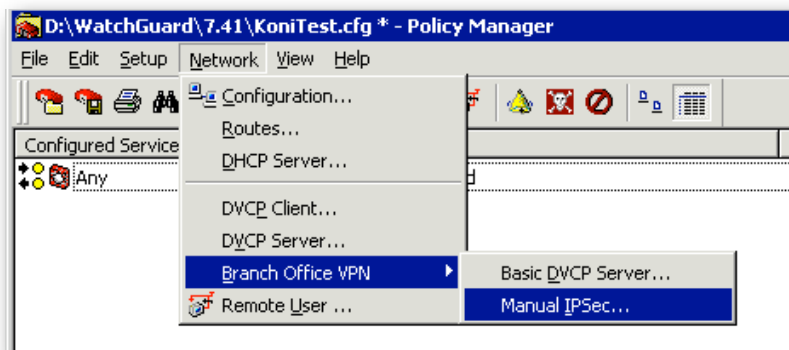 D:\WatchGuard\7.41\KoniTest.cfg * - Policy Manager
File Edit Setup Network View Help
Configuration...
Routes...
Configured Service
DHCP Server...
Any
DVCP Client...
DVCP Server...
Branch Office VPN
Basic DVCP Server...
Remote User ...
Manual IPSec...